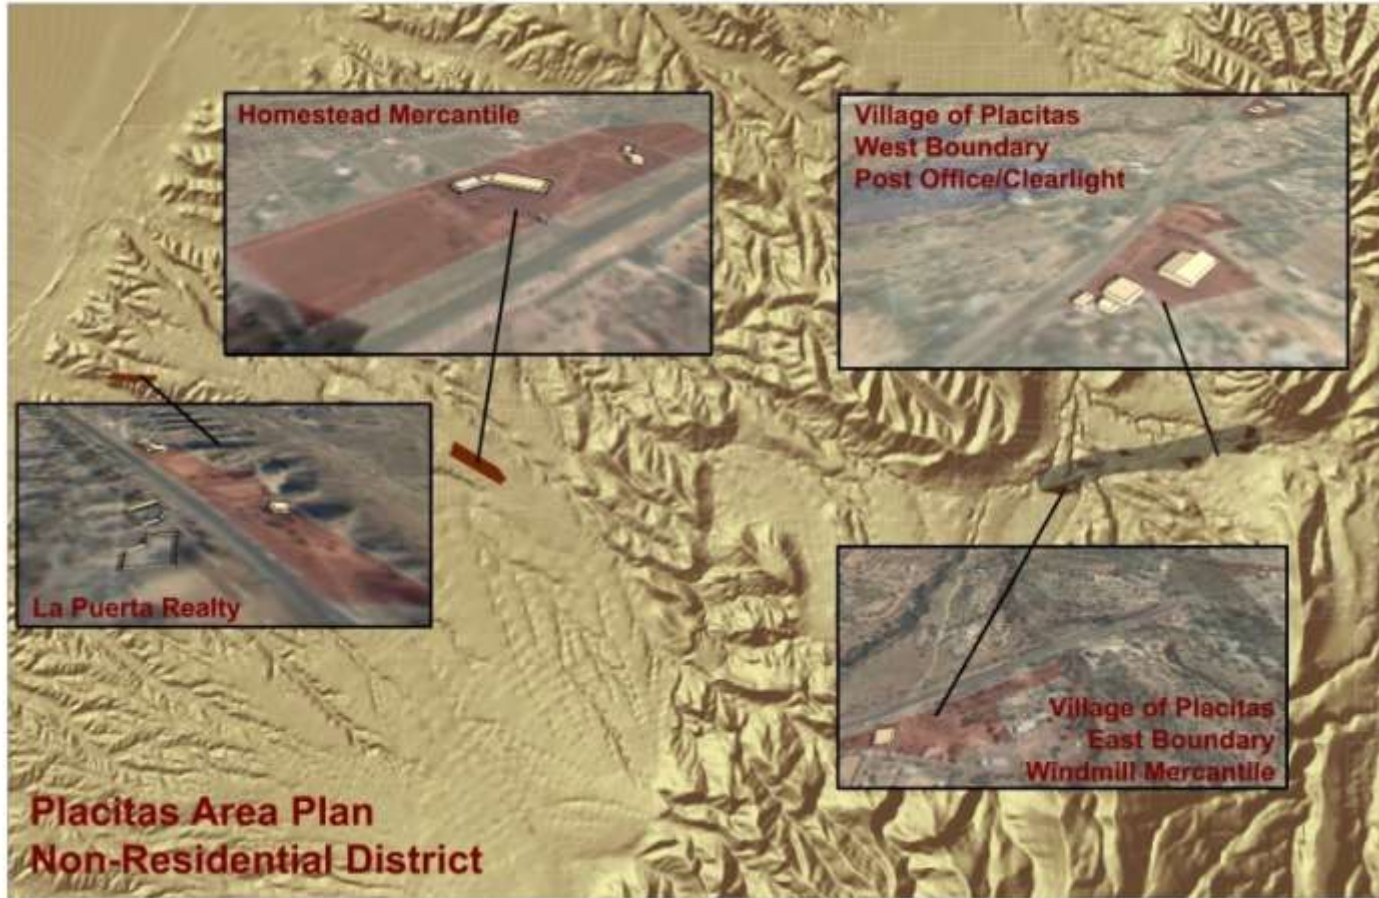 Homestead Mercantile
Village of Placitas
West Boundary
Post Office/Clearlight
La Puerta Realty
Village of Placitas
East Boundary
Windmill Mercantile
Placitas Area Plan
Non-Residential District